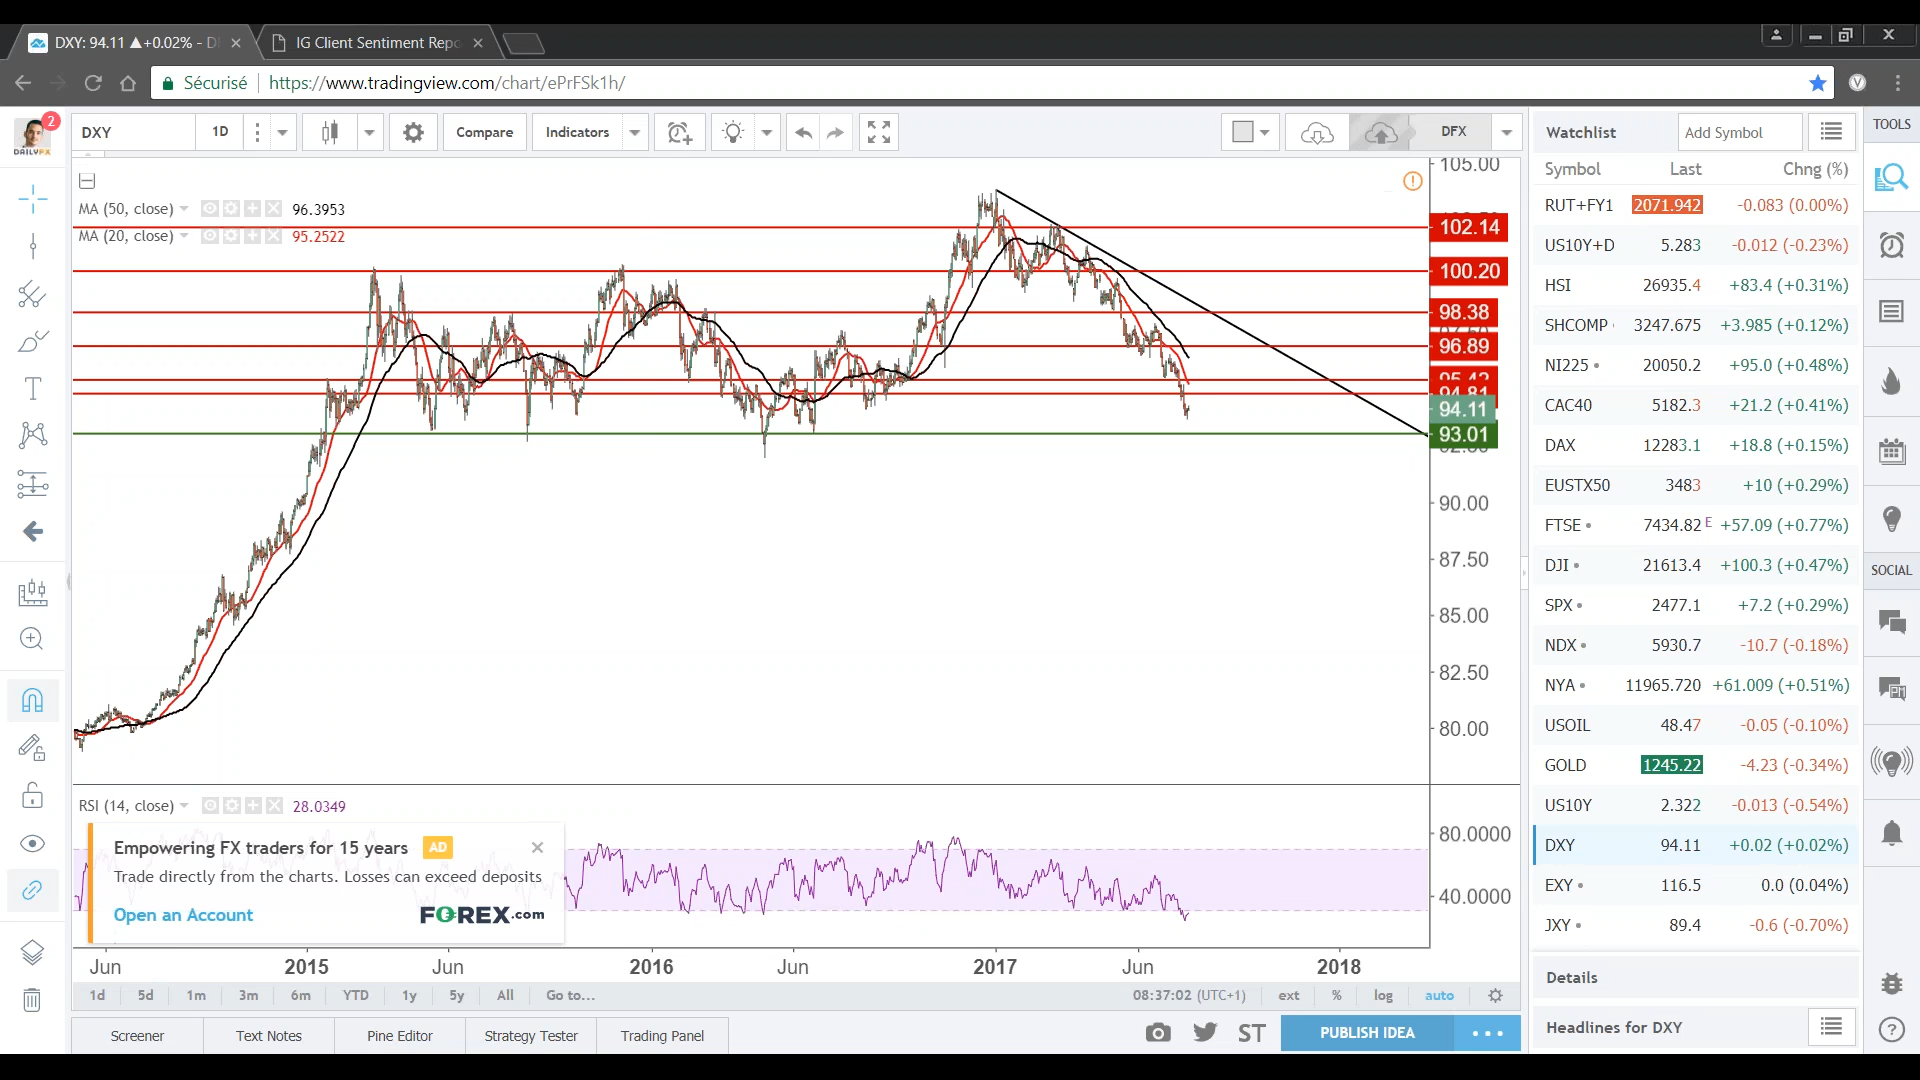 DXY: 94.11 ▲+0.02% - D
IG Client Sentiment Repo
Sécurisé https://www.tradingview.com/chart/ePrFSk1h/
2
DAILYFX
DXY 1D Compare Indicators DFX
MA (50, close) 96.3953
MA (20, close) 95.2522
105.00
102.14
100.20
98.38
96.89
95.42
94.81
94.11
93.01
90.00
87.50
85.00
82.50
80.00
RSI (14, close) 28.0349
Empowering FX traders for 15 years AD
Trade directly from the charts. Losses can exceed deposits
Open an Account FOREX.com
80.0000
40.0000
Jun 2015 Jun 2016 Jun 2017 Jun 2018
1d 5d 1m 3m 6m YTD 1y 5y All Go to... 08:37:02 (UTC+1) ext % log auto
Screener Text Notes Pine Editor Strategy Tester Trading Panel ST PUBLISH IDEA
Watchlist Add Symbol
Symbol Last Chng (%)
RUT+FY1 2071.942 -0.083 (0.00%)
US10Y+D 5.283 -0.012 (-0.23%)
HSI 26935.4 +83.4 (+0.31%)
SHCOMP 3247.675 +3.985 (+0.12%)
NI225 20050.2 +95.0 (+0.48%)
CAC40 5182.3 +21.2 (+0.41%)
DAX 12283.1 +18.8 (+0.15%)
EUSTX50 3483 +10 (+0.29%)
FTSE 7434.82 E +57.09 (+0.77%)
DJI 21613.4 +100.3 (+0.47%)
SPX 2477.1 +7.2 (+0.29%)
NDX 5930.7 -10.7 (-0.18%)
NYA 11965.720 +61.009 (+0.51%)
USOIL 48.47 -0.05 (-0.10%)
GOLD 1245.22 -4.23 (-0.34%)
US10Y 2.322 -0.013 (-0.54%)
DXY 94.11 +0.02 (+0.02%)
EXY 116.5 0.0 (0.04%)
JXY 89.4 -0.6 (-0.70%)
Details
Headlines for DXY
TOOLS
SOCIAL